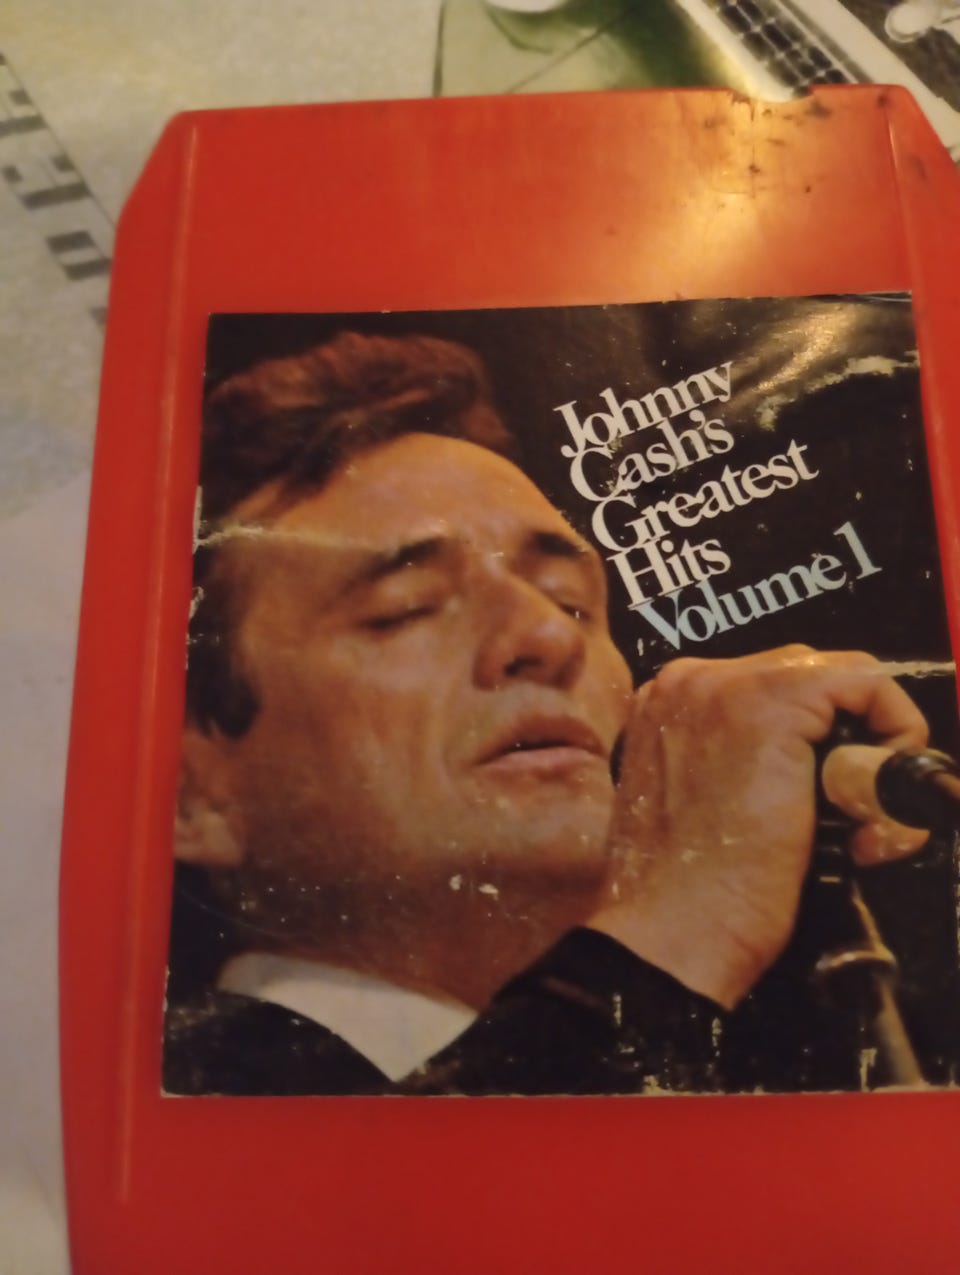 Johnny
Cash's
Greatest
Hits
Volume 1